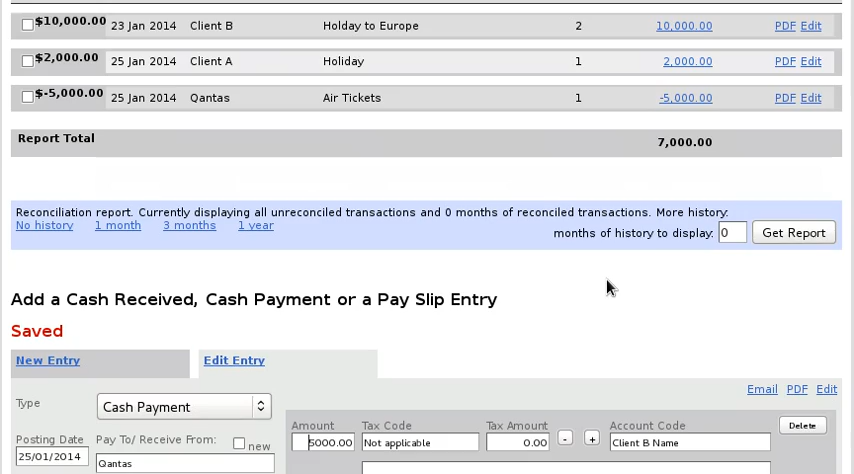 $10,000.00 23 Jan 2014 Client B Holday to Europe 2 10,000.00 PDF Edit
$2,000.00 25 Jan 2014 Client A Holiday 1 2,000.00 PDF Edit
$-5,000.00 25 Jan 2014 Qantas Air Tickets 1 -5,000.00 PDF Edit
Report Total 7,000.00
Reconciliation report. Currently displaying all unreconciled transactions and 0 months of reconciled transactions. More history:
No history 1 month 3 months 1 year
months of history to display: 0 Get Report
Add a Cash Received, Cash Payment or a Pay Slip Entry
Saved
New Entry Edit Entry
Email PDF Edit
Type Cash Payment
Amount Tax Code Tax Amount Account Code Delete
Posting Date Pay To/ Receive From: new
5000.00 Not applicable 0.00 - + Client B Name
25/01/2014 Qantas